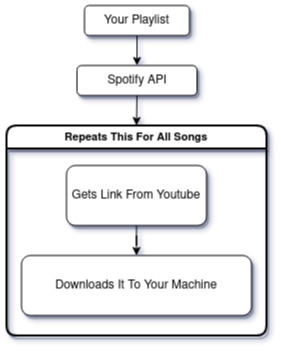 Your Playlist
Spotify API
Repeats This For All Songs
Gets Link From Youtube
Downloads It To Your Machine